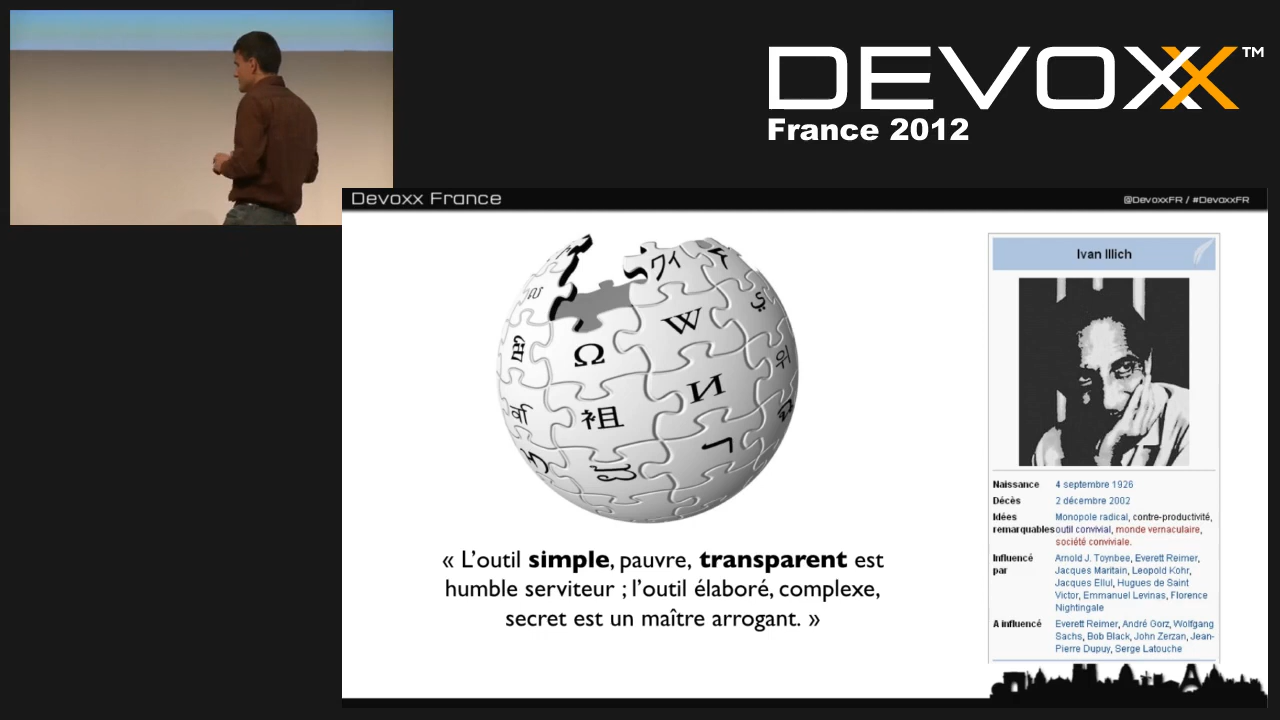 DEVOXX™
France 2012
Devoxx France
@DevoxxFR / #DevoxxFR
Ω
W
И
祖
ワィ
위
« L'outil simple, pauvre, transparent est
humble serviteur ; l'outil élaboré, complexe,
secret est un maître arrogant. »
Ivan Illich
Naissance 4 septembre 1926
Décès 2 décembre 2002
Idées Monopole radical, contre-productivité,
remarquables outil convivial, monde vernaculaire,
société conviviale.
Influencé Arnold J. Toynbee, Everett Reimer,
par Jacques Maritain, Leopold Kohr,
Jacques Ellul, Hugues de Saint
Victor, Emmanuel Levinas, Florence
Nightingale
A influencé Everett Reimer, André Gorz, Wolfgang
Sachs, Bob Black, John Zerzan, Jean-
Pierre Dupuy, Serge Latouche